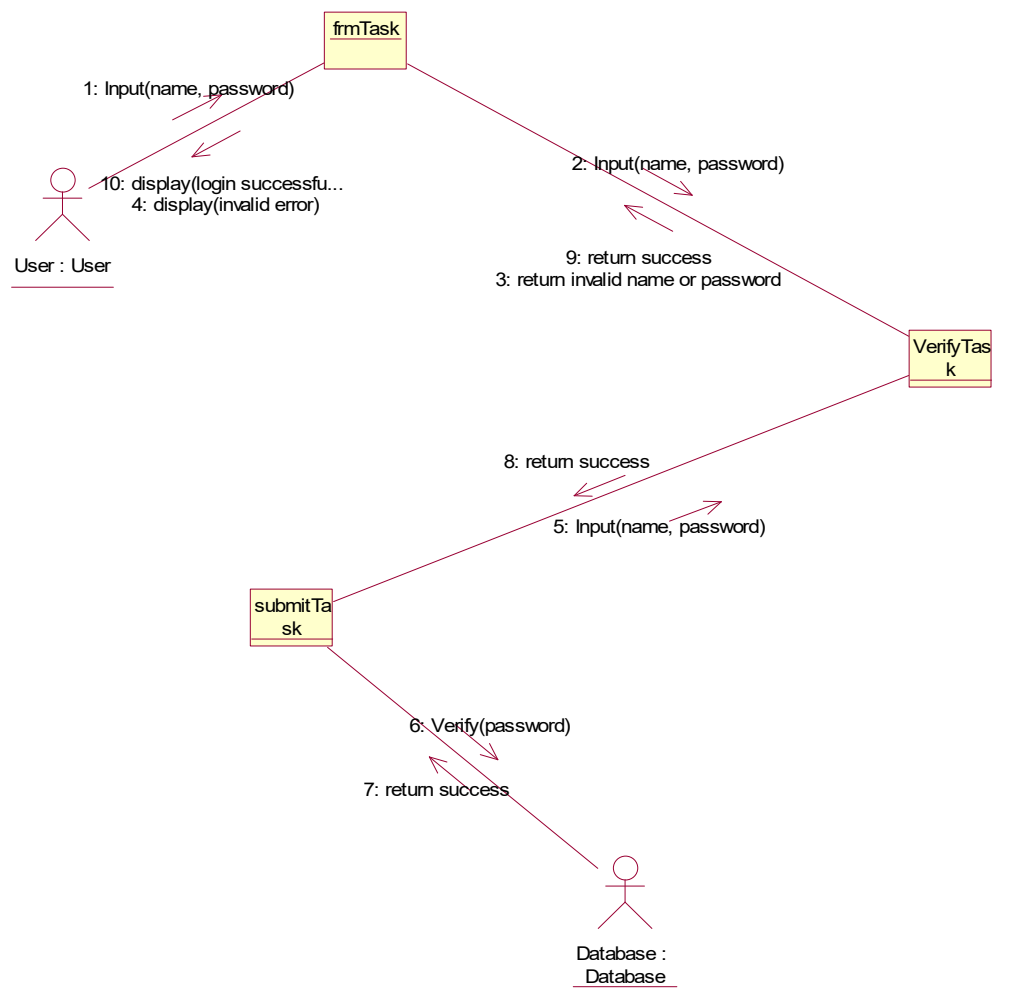 frmTask
1: Input(name, password)
2: Input(name, password)
10: display(login successfu...
4: display(invalid error)
User : User
9: return success
3: return invalid name or password
VerifyTas
k
8: return success
5: Input(name, password)
submitTa
sk
6: Verify(password)
7: return success
Database :
Database